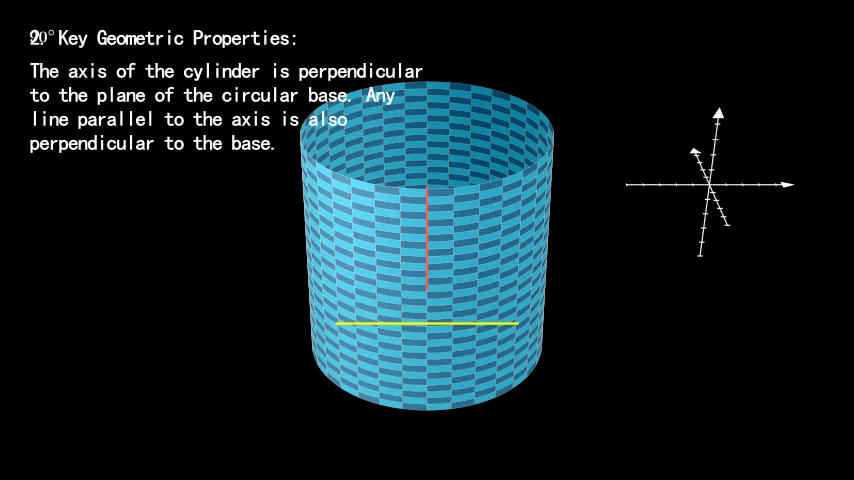 2. Key Geometric Properties:
The axis of the cylinder is perpendicular
to the plane of the circular base. Any
line parallel to the axis is also
perpendicular to the base.